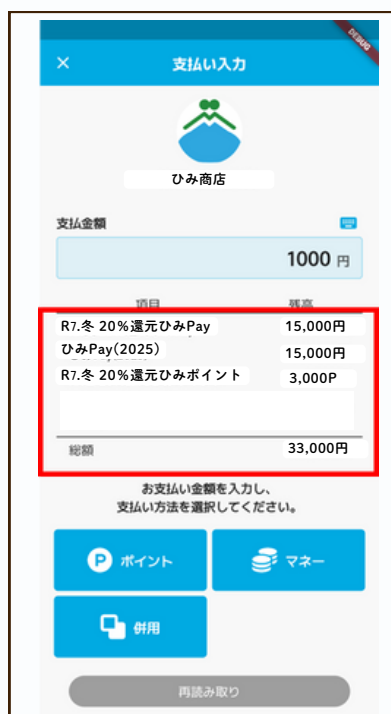 DEBUG
× 支払い入力
ひみ商店
支払金額
1000 円
項目 残高
R7.冬 20%還元ひみPay 15,000円
ひみPay(2025) 15,000円
R7.冬 20%還元ひみポイント 3,000P
総額 33,000円
お支払い金額を入力し、
支払い方法を選択してください。
P ポイント マネー
併用
再読み取り